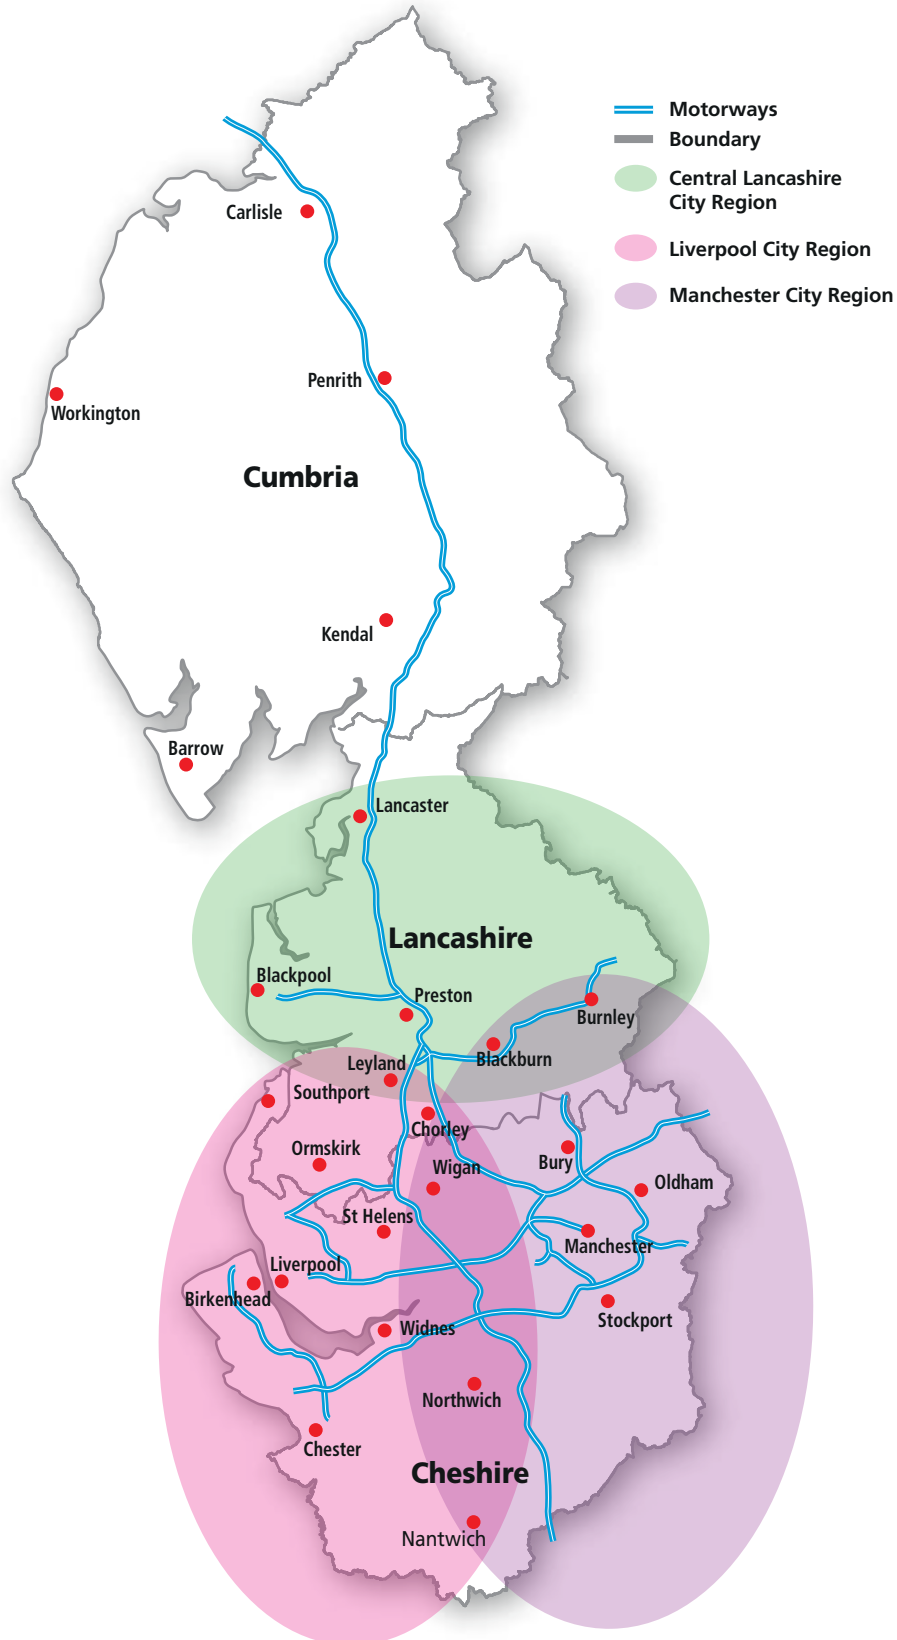 Motorways
Boundary
Central Lancashire
City Region
Liverpool City Region
Manchester City Region
Carlisle
Penrith
Workington
Cumbria
Kendal
Barrow
Lancaster
Lancashire
Blackpool
Preston
Burnley
Blackburn
Leyland
Southport
Chorley
Ormskirk
Wigan
Bury
Oldham
St Helens
Manchester
Liverpool
Birkenhead
Stockport
Widnes
Northwich
Chester
Cheshire
Nantwich